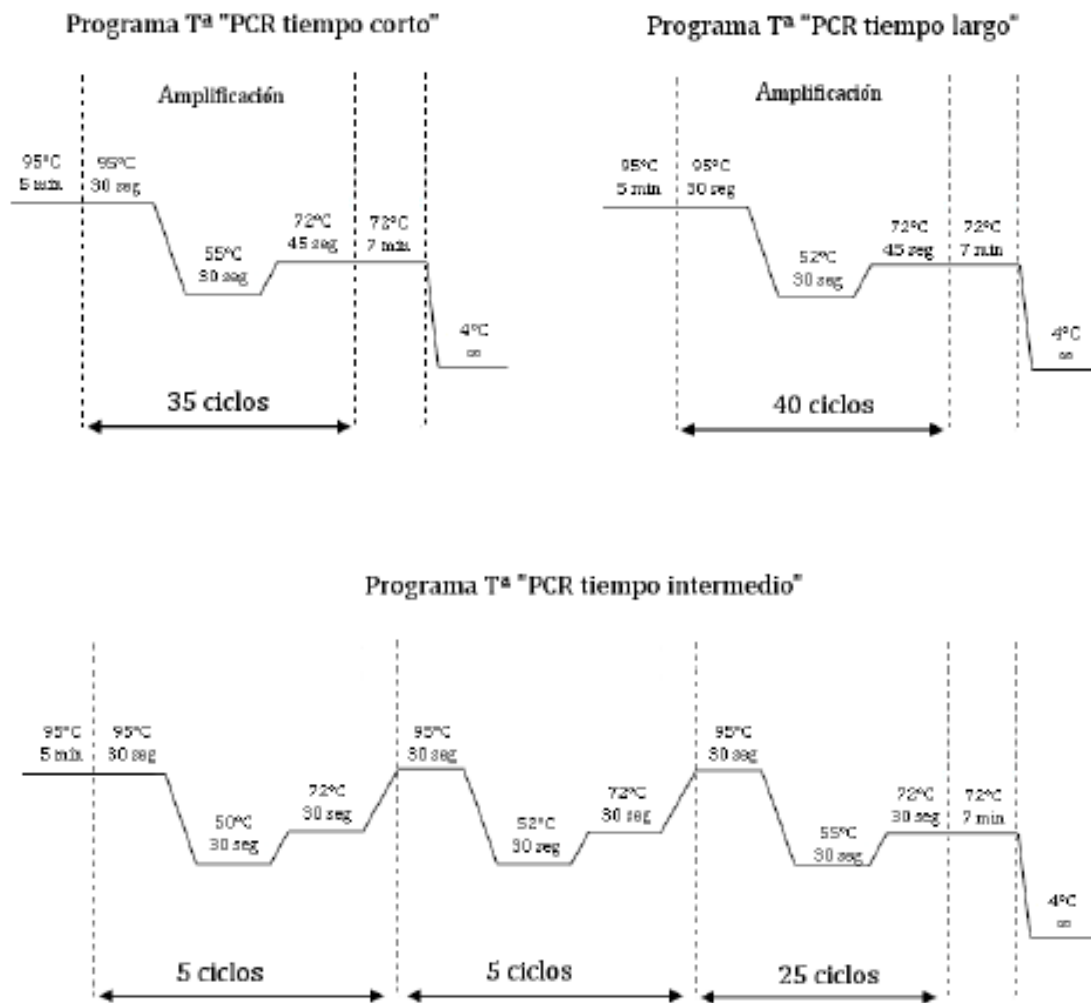 Programa Tª "PCR tiempo corto"
Amplificación
95ºC
5 min
95ºC
30 seg
55ºC
30 seg
72ºC
45 seg
72ºC
7 min
4ºC
∞
35 ciclos
Programa Tª "PCR tiempo largo"
Amplificación
95ºC
5 min
95ºC
30 seg
52ºC
30 seg
72ºC
45 seg
72ºC
7 min
4ºC
∞
40 ciclos
Programa Tª "PCR tiempo intermedio"
95ºC
5 min
95ºC
30 seg
50ºC
30 seg
72ºC
30 seg
95ºC
30 seg
52ºC
30 seg
72ºC
30 seg
95ºC
30 seg
55ºC
30 seg
72ºC
30 seg
72ºC
7 min
4ºC
∞
5 ciclos
5 ciclos
25 ciclos